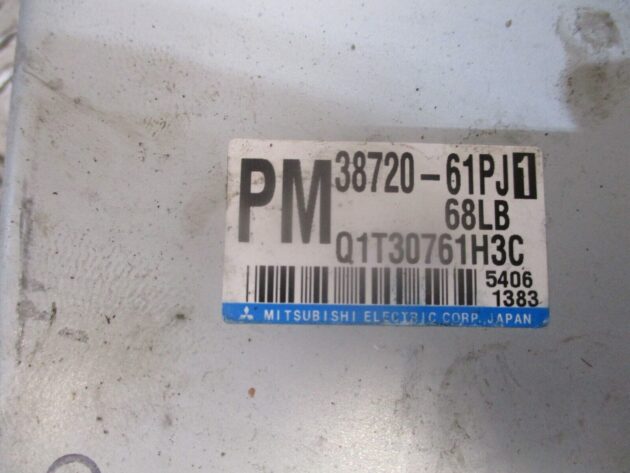 PM 38720-61PJ1
68LB
Q1T30761H3C
5406
1383
MITSUBISHI ELECTRIC CORP. JAPAN